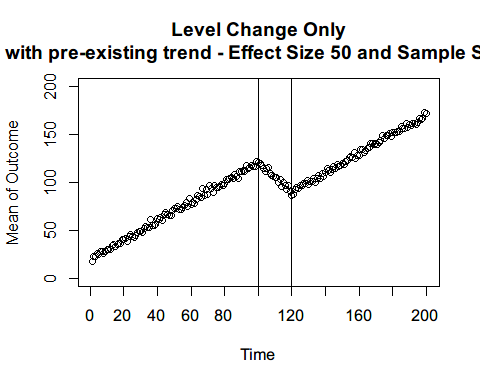 Level Change Only
with pre-existing trend - Effect Size 50 and Sample S
Mean of Outcome
200
150
100
50
0
0 20 40 60 80 120 160 200
Time